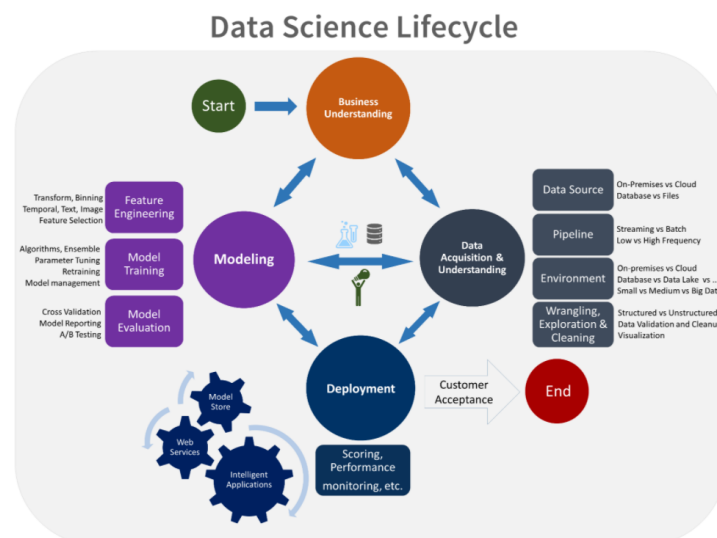 Data Science Lifecycle
Start
Business
Understanding
Transform, Binning
Temporal, Text, Image
Feature Selection
Feature
Engineering
Algorithms, Ensemble
Parameter Tuning
Retraining
Model management
Model
Training
Cross Validation
Model Reporting
A/B Testing
Model
Evaluation
Modeling
Data
Acquisition &
Understanding
Data Source
On-Premises vs Cloud
Database vs Files
Pipeline
Streaming vs Batch
Low vs High Frequency
Environment
On-premises vs Cloud
Database vs Data Lake vs ..
Small vs Medium vs Big Dat
Wrangling,
Exploration &
Cleaning
Structured vs Unstructured
Data Validation and Cleanu
Visualization
Deployment
Customer
Acceptance
End
Scoring,
Performance
monitoring, etc.
Model
Store
Web
Services
Intelligent
Applications